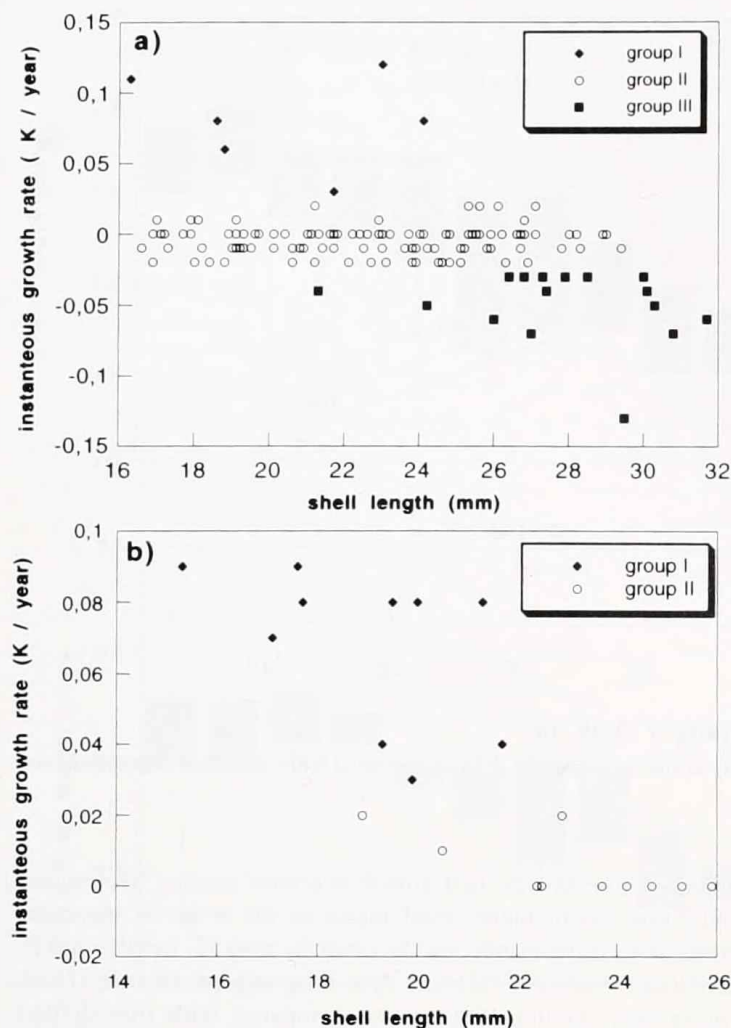 a)
group I
group II
group III
instanteous growth rate ( K / year)
0,15
0,1
0,05
0
-0,05
-0,1
-0,15
16 18 20 22 24 26 28 30 32
shell length (mm)
b)
group I
group II
instanteous growth rate (K / year)
0,1
0,08
0,06
0,04
0,02
0
-0.02
14 16 18 20 22 24 26
shell length (mm)